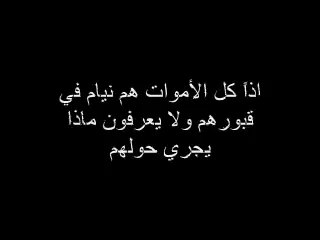 اذاً كل الأموات هم نيام في
قبورهم ولا يعرفون ماذا
يجري حولهم